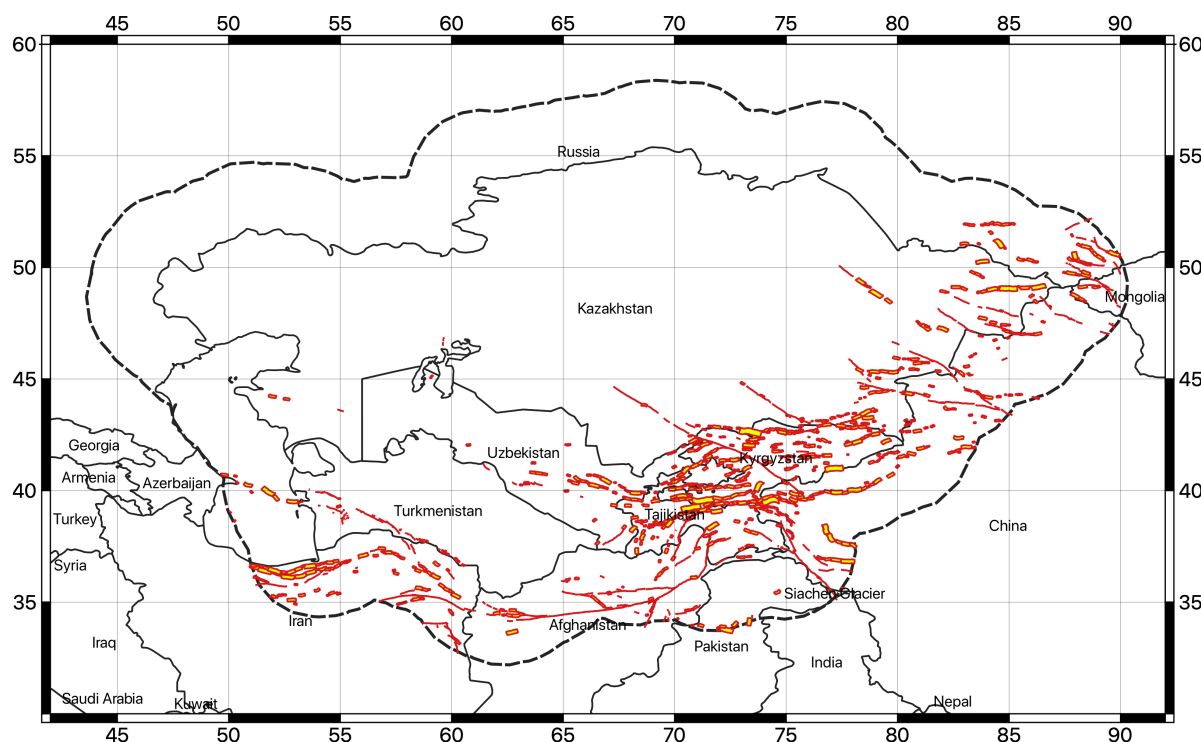 45 50 55 60 65 70 75 80 85 90
60 60
Russia
55 55
50 50
Mongolia
Kazakhstan
45 45
Georgia
Uzbekistan
Kyrgyzstan
Armenia
Azerbaijan
40 40
Turkmenistan
Tajikistan
Turkey
China
Syria
Siachen Glacier
35 35
Iran
Afghanistan
Iraq
Pakistan
India
Saudi Arabia
Kuwait
Nepal
45 50 55 60 65 70 75 80 85 90